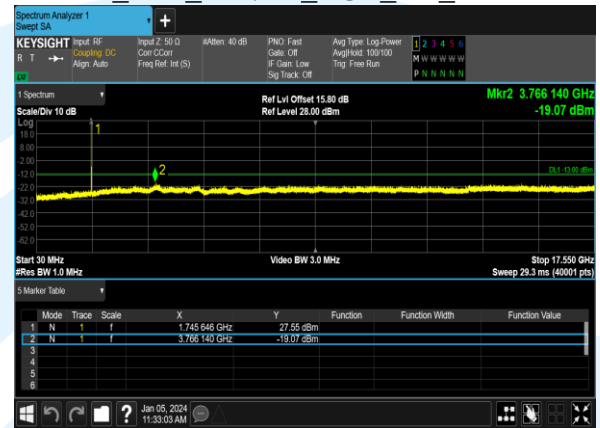 Spectrum Analyzer 1
Swept SA
KEYSIGHT Input: RF Input Z: 50 Ω #Atten: 40 dB PNO: Fast Avg Type: Log-Power 1 2 3 4 5 6
R T Coupling: DC Corr CCorr Gate: Off Avg|Hold: 100/100 M W W W W W
Align: Auto Freq Ref: Int (S) IF Gain: Low Trig: Free Run
Sig Track: Off P N N N N N
1 Spectrum
Ref Lvl Offset 15.80 dB Mkr2 3.766 140 GHz
Scale/Div 10 dB Ref Level 28.00 dBm -19.07 dBm
Log
18.0 1
8.00
-2.00
-12.0 2 DL1 -13.00 dBm
-22.0
-32.0
-42.0
-52.0
-62.0
Start 30 MHz Video BW 3.0 MHz Stop 17.550 GHz
#Res BW 1.0 MHz Sweep 29.3 ms (40001 pts)
5 Marker Table
Mode Trace Scale X Y Function Function Width Function Value
1 N 1 f 1.745 646 GHz 27.55 dBm
2 N 1 f 3.766 140 GHz -19.07 dBm
3
4
5
6
Jan 05, 2024
11:33:03 AM